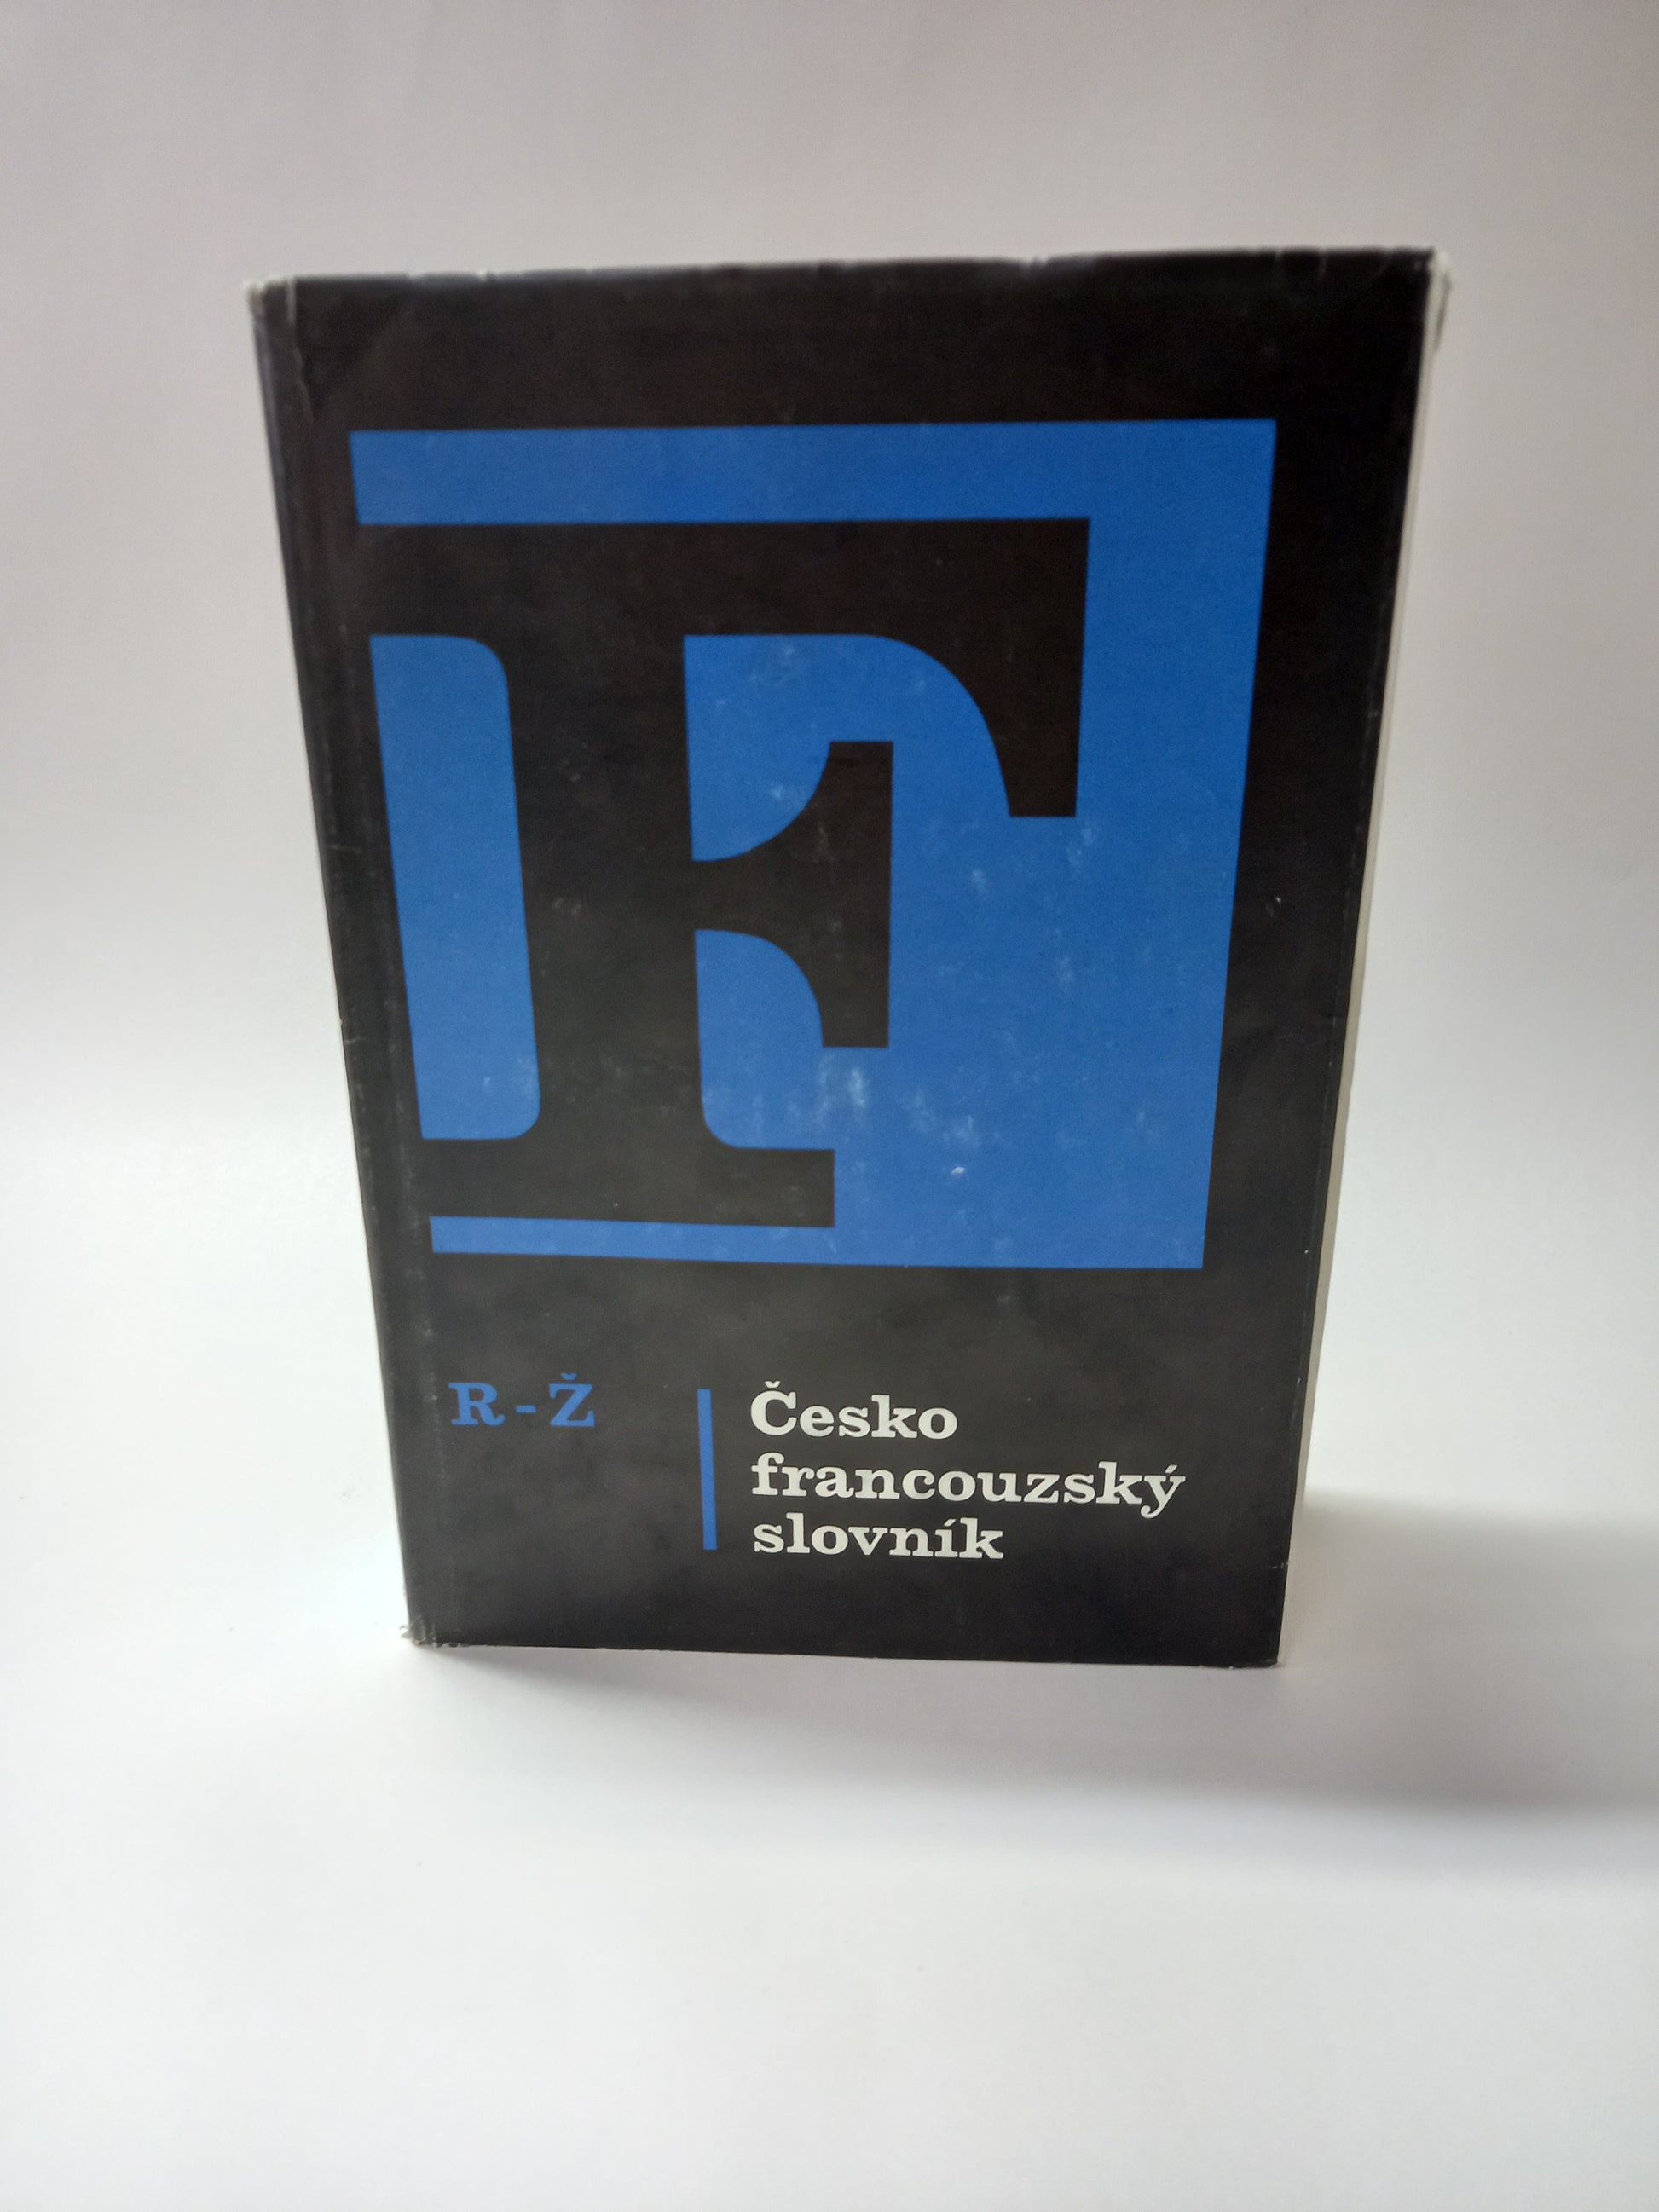 F
R - Ž
Česko
francouzský
slovník